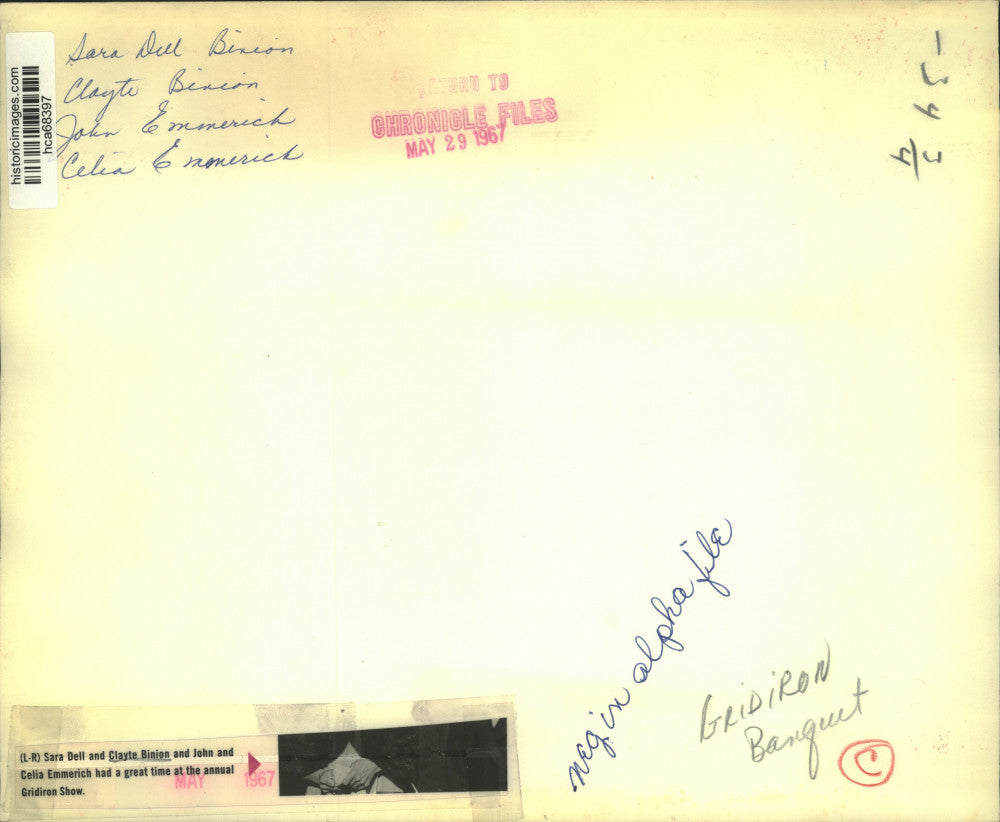 historicimages.com
hca68397
Sara Dell Binion
Clayte Binion
John Emmerich
Celia Emmerich
RETURN TO
CHRONICLE FILES
MAY 29 1967
neg in alpha file
GRIDIRON
Banquet
C
(L-R) Sara Dell and Clayte Binion and John and
Celia Emmerich had a great time at the annual
Gridiron Show.
MAY 1967